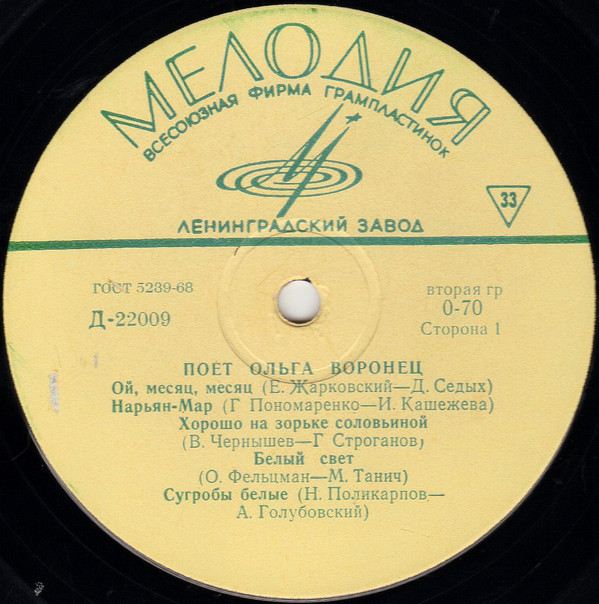 МЕЛОДИЯ
ВСЕСОЮЗНАЯ ФИРМА ГРАМПЛАСТИНОК
ЛЕНИНГРАДСКИЙ ЗАВОД
33
ГОСТ 5289-68
Д-22009
вторая гр
0-70
Сторона 1
ПОЕТ ОЛЬГА ВОРОНЕЦ
Ой, месяц, месяц (Е. Жарковский—Д. Седых)
Нарьян-Мар (Г Пономаренко—И. Кашежева)
Хорошо на зорьке соловьиной
(В. Чернышев—Г Строганов)
Белый свет
(О. Фельцман—М. Танич)
Сугробы белые (Н. Поликарпов—
А. Голубовский)